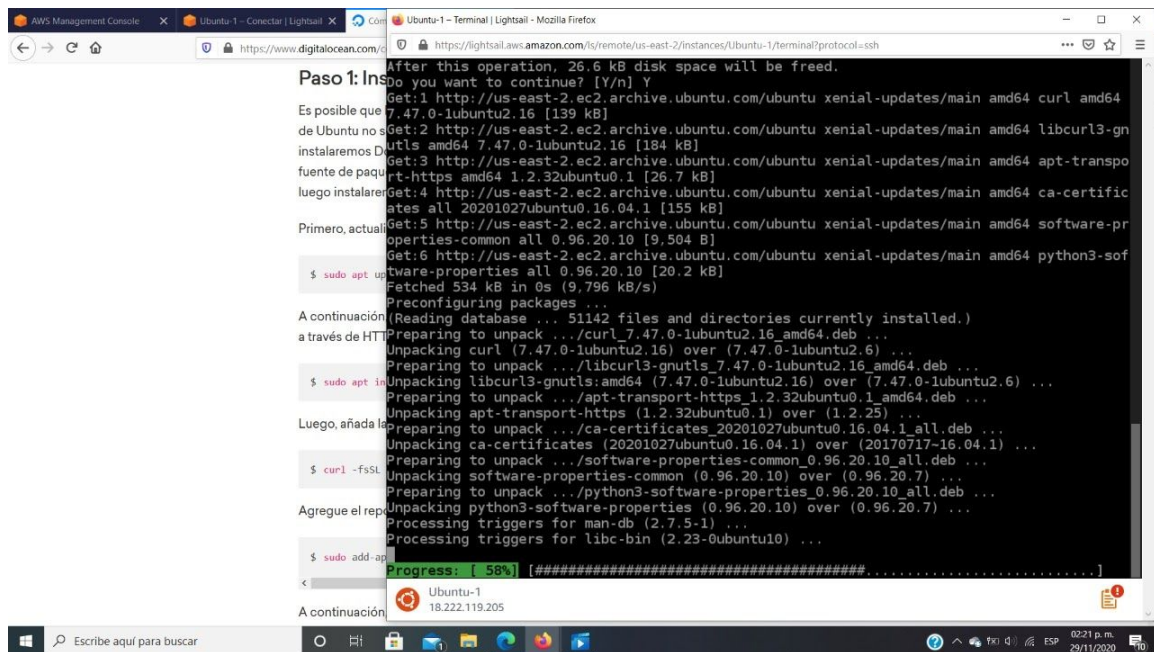 AWS Management Console
Ubuntu-1 – Conectar | Lightsail
Ubuntu-1 – Terminal | Lightsail - Mozilla Firefox
https://www.digitalocean.com/c
https://lightsail.aws.amazon.com/ls/remote/us-east-2/instances/Ubuntu-1/terminal?protocol=ssh
Paso 1: Ins
Es posible que
de Ubuntu no s
instalaremos Do
fuente de paqu
luego instalarem
Primero, actuali
$ sudo apt up
A continuación
a través de HTT
$ sudo apt in
Luego, añada la
$ curl -fsSL
Agregue el repo
$ sudo add-ap
A continuación,
After this operation, 26.6 kB disk space will be freed.
Do you want to continue? [Y/n] Y
Get:1 http://us-east-2.ec2.archive.ubuntu.com/ubuntu xenial-updates/main amd64 curl amd64
7.47.0-1ubuntu2.16 [139 kB]
Get:2 http://us-east-2.ec2.archive.ubuntu.com/ubuntu xenial-updates/main amd64 libcurl3-gn
utls amd64 7.47.0-1ubuntu2.16 [184 kB]
Get:3 http://us-east-2.ec2.archive.ubuntu.com/ubuntu xenial-updates/main amd64 apt-transpo
rt-https amd64 1.2.32ubuntu0.1 [26.7 kB]
Get:4 http://us-east-2.ec2.archive.ubuntu.com/ubuntu xenial-updates/main amd64 ca-certific
ates all 20201027ubuntu0.16.04.1 [155 kB]
Get:5 http://us-east-2.ec2.archive.ubuntu.com/ubuntu xenial-updates/main amd64 software-pr
operties-common all 0.96.20.10 [9,504 B]
Get:6 http://us-east-2.ec2.archive.ubuntu.com/ubuntu xenial-updates/main amd64 python3-sof
tware-properties all 0.96.20.10 [20.2 kB]
Fetched 534 kB in 0s (9,796 kB/s)
Preconfiguring packages ...
(Reading database ... 51142 files and directories currently installed.)
Preparing to unpack .../curl_7.47.0-1ubuntu2.16_amd64.deb ...
Unpacking curl (7.47.0-1ubuntu2.16) over (7.47.0-1ubuntu2.6) ...
Preparing to unpack .../libcurl3-gnutls_7.47.0-1ubuntu2.16_amd64.deb ...
Unpacking libcurl3-gnutls:amd64 (7.47.0-1ubuntu2.16) over (7.47.0-1ubuntu2.6) ...
Preparing to unpack .../apt-transport-https_1.2.32ubuntu0.1_amd64.deb ...
Unpacking apt-transport-https (1.2.32ubuntu0.1) over (1.2.25) ...
Preparing to unpack .../ca-certificates_20201027ubuntu0.16.04.1_all.deb ...
Unpacking ca-certificates (20201027ubuntu0.16.04.1) over (20170717~16.04.1) ...
Preparing to unpack .../software-properties-common_0.96.20.10_all.deb ...
Unpacking software-properties-common (0.96.20.10) over (0.96.20.7) ...
Preparing to unpack .../python3-software-properties_0.96.20.10_all.deb ...
Unpacking python3-software-properties (0.96.20.10) over (0.96.20.7) ...
Processing triggers for man-db (2.7.5-1) ...
Processing triggers for libc-bin (2.23-0ubuntu10) ...
Progress: [ 58%] [########################################............................]
Ubuntu-1
18.222.119.205
Escribe aquí para buscar
ESP
02:21 p. m.
29/11/2020